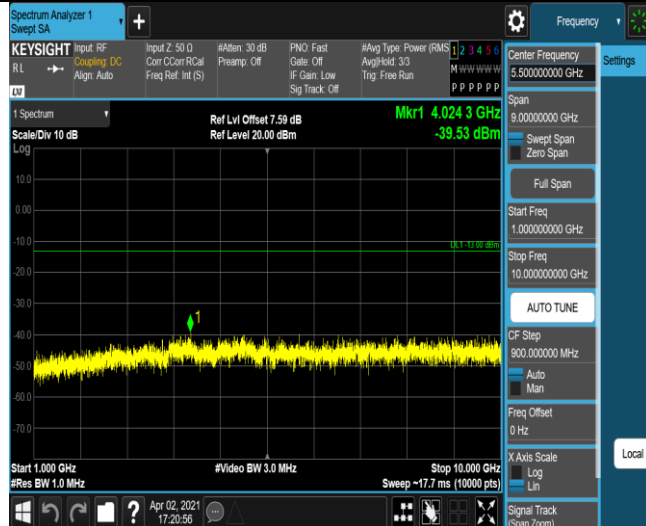 Spectrum Analyzer 1
Swept SA
+
Frequency
KEYSIGHT
Input: RF
Input Z: 50 Ω
#Atten: 30 dB
PNO: Fast
#Avg Type: Power (RMS)
1 2 3 4 5 6
RL
Coupling: DC
Corr CCorr RCal
Preamp: Off
Gate: Off
Avg|Hold: 3/3
M W W W W W
Align: Auto
Freq Ref: Int (S)
IF Gain: Low
Trig: Free Run
Sig Track: Off
P P P P P P
LXI
1 Spectrum
Scale/Div 10 dB
Ref Lvl Offset 7.59 dB
Ref Level 20.00 dBm
Mkr1 4.024 3 GHz
-39.53 dBm
Log
10.0
0.00
-10.0
DL1 -13.00 dBm
-20.0
-30.0
1
-40.0
-50.0
-60.0
-70.0
Start 1.000 GHz
#Video BW 3.0 MHz
Stop 10.000 GHz
#Res BW 1.0 MHz
Sweep ~17.7 ms (10000 pts)
?
Apr 02, 2021
17:20:56
Center Frequency
5.500000000 GHz
Settings
Span
9.00000000 GHz
Swept Span
Zero Span
Full Span
Start Freq
1.000000000 GHz
Stop Freq
10.000000000 GHz
AUTO TUNE
CF Step
900.000000 MHz
Auto
Man
Freq Offset
0 Hz
X Axis Scale
Log
Lin
Local
Signal Track
(Span Zoom)